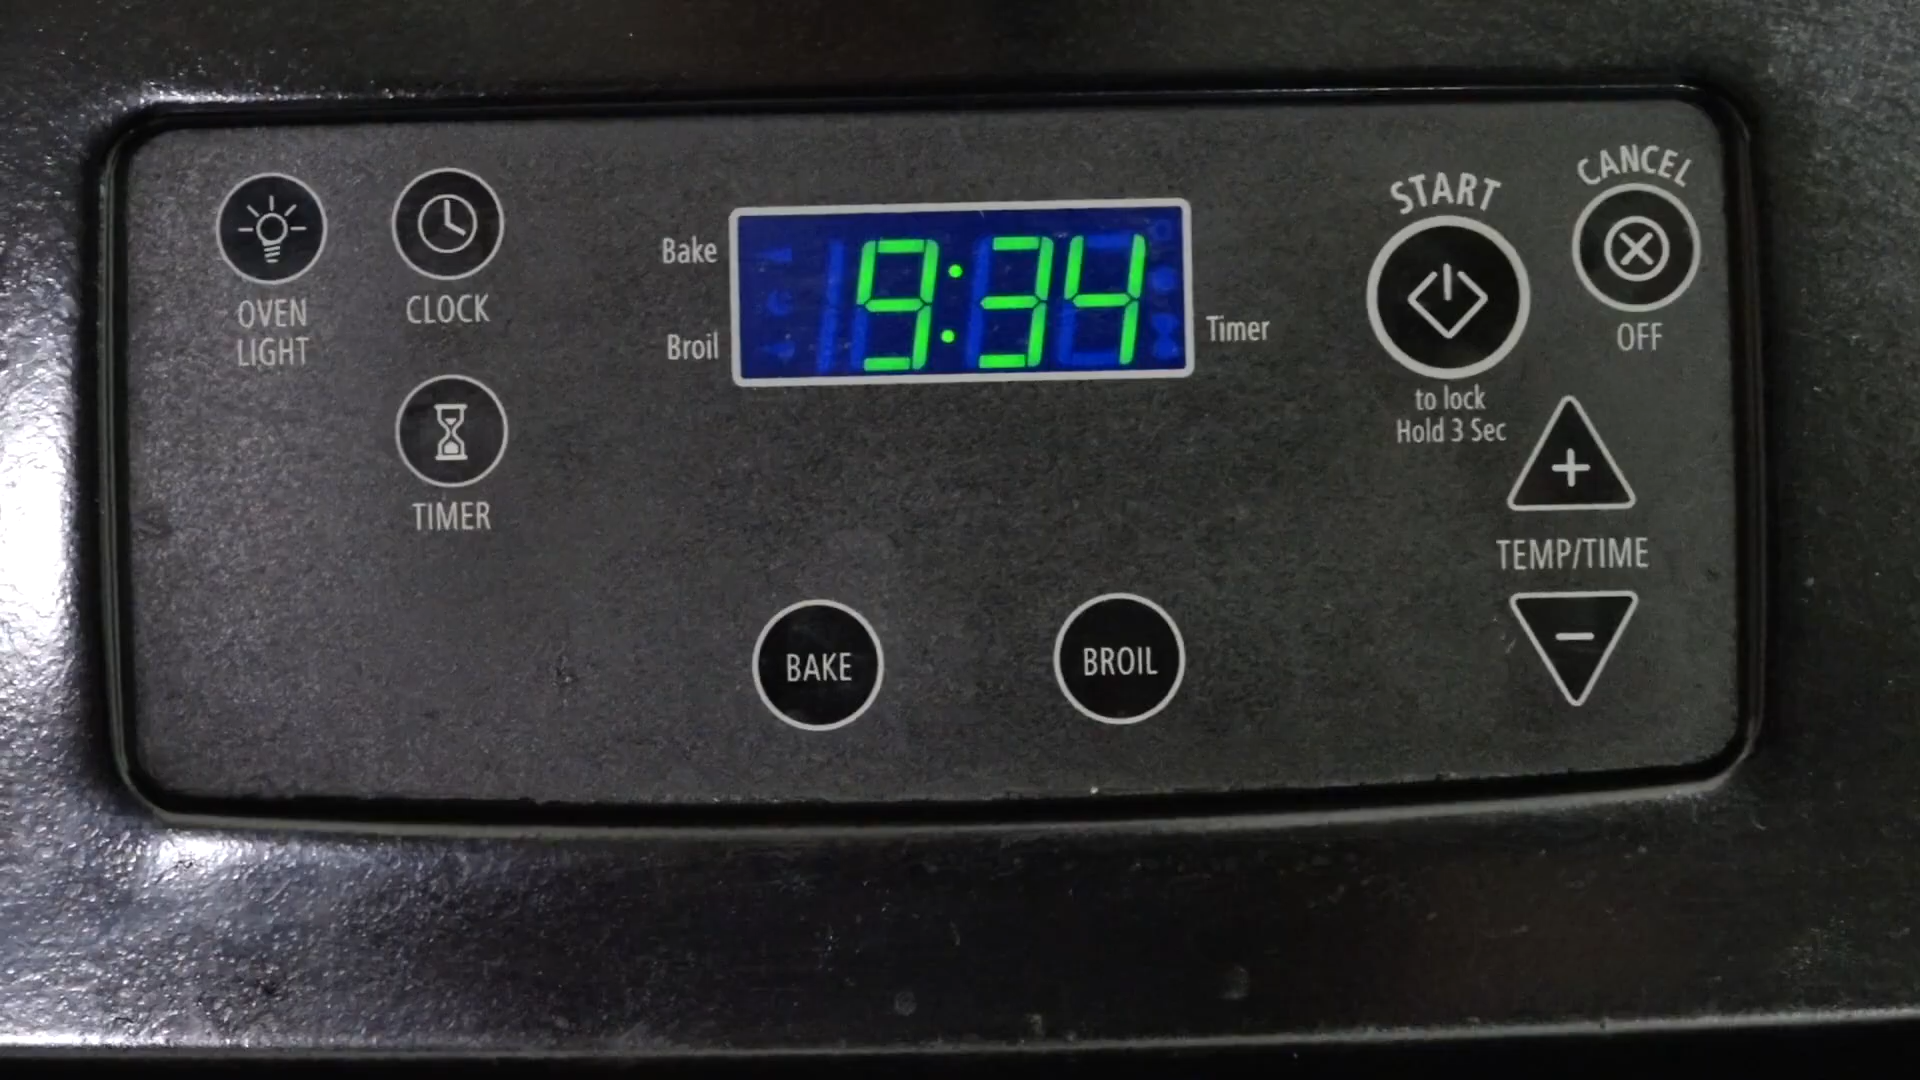 OVEN
LIGHT
CLOCK
TIMER
Bake
Broil
9:34
Timer
START
to lock
Hold 3 Sec
CANCEL
OFF
+
TEMP/TIME
−
BAKE
BROIL